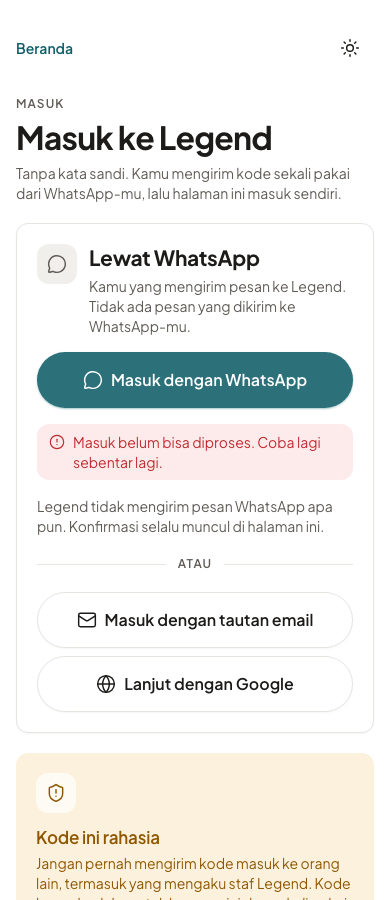 Beranda
MASUK
Masuk ke Legend
Tanpa kata sandi. Kamu mengirim kode sekali pakai
dari WhatsApp-mu, lalu halaman ini masuk sendiri.
Lewat WhatsApp
Kamu yang mengirim pesan ke Legend.
Tidak ada pesan yang dikirim ke
WhatsApp-mu.
Masuk dengan WhatsApp
Masuk belum bisa diproses. Coba lagi
sebentar lagi.
Legend tidak mengirim pesan WhatsApp apa
pun. Konfirmasi selalu muncul di halaman ini.
ATAU
Masuk dengan tautan email
Lanjut dengan Google
Kode ini rahasia
Jangan pernah mengirim kode masuk ke orang
lain, termasuk yang mengaku staf Legend. Kode